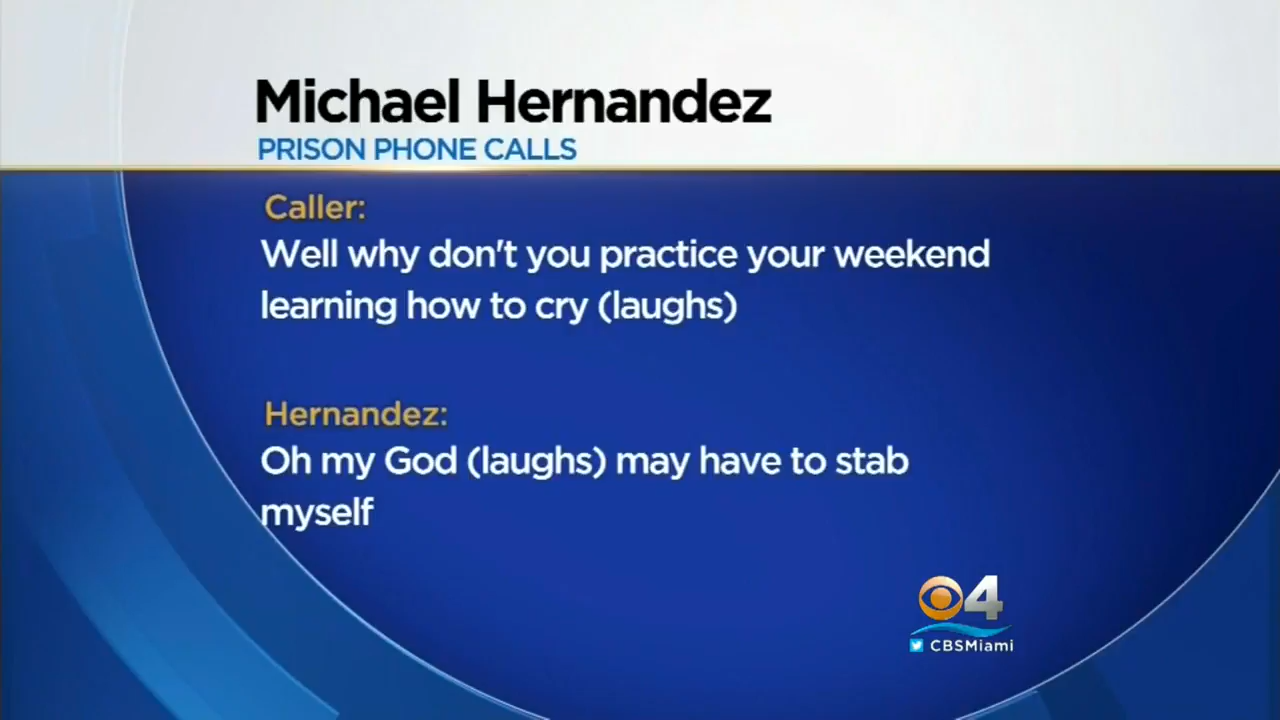 Michael Hernandez
PRISON PHONE CALLS
Caller:
Well why don't you practice your weekend
learning how to cry (laughs)
Hernandez:
Oh my God (laughs) may have to stab
myself
4
CBSMiami